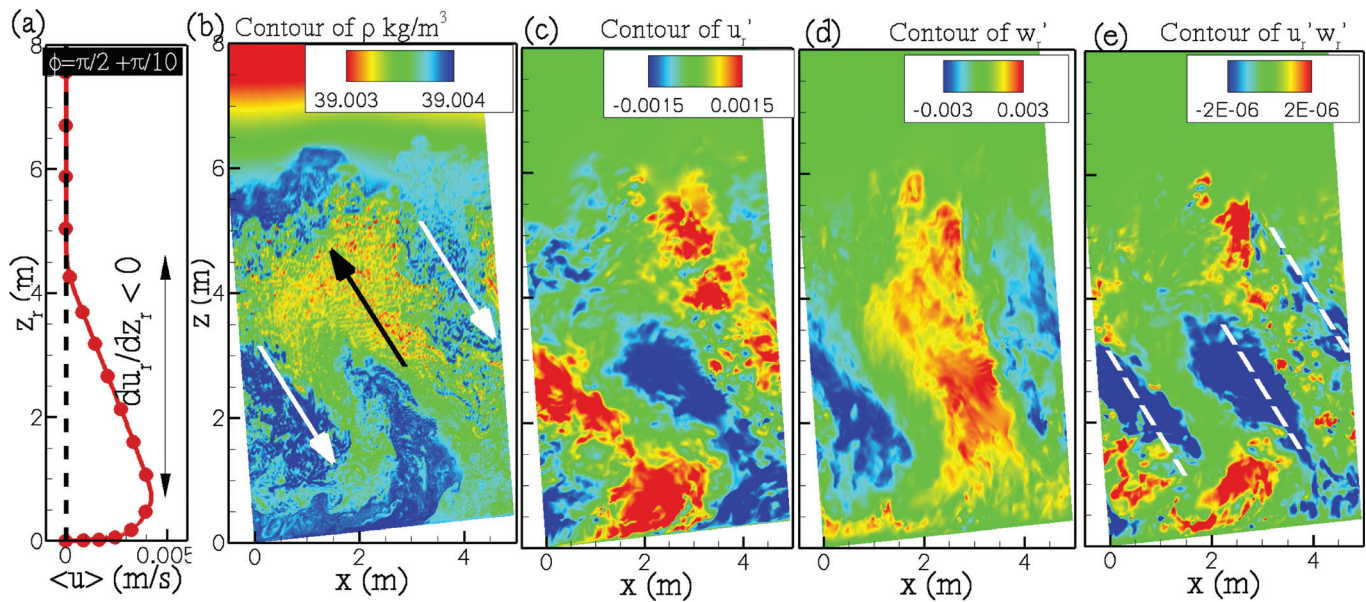 (a)
8
ϕ=π/2 +π/10
6
4
2
0
z_r (m)
du_r/dz_r < 0
0 0.005
<u> (m/s)
(b) Contour of ρ kg/m³
39.003 39.004
8
6
4
2
0
z (m)
0 2 4
x (m)
(c) Contour of u_r'
-0.0015 0.0015
0 2 4
x (m)
(d) Contour of w_r'
-0.003 0.003
0 2 4
x (m)
(e) Contour of u_r' w_r'
-2E-06 2E-06
0 2 4
x (m)